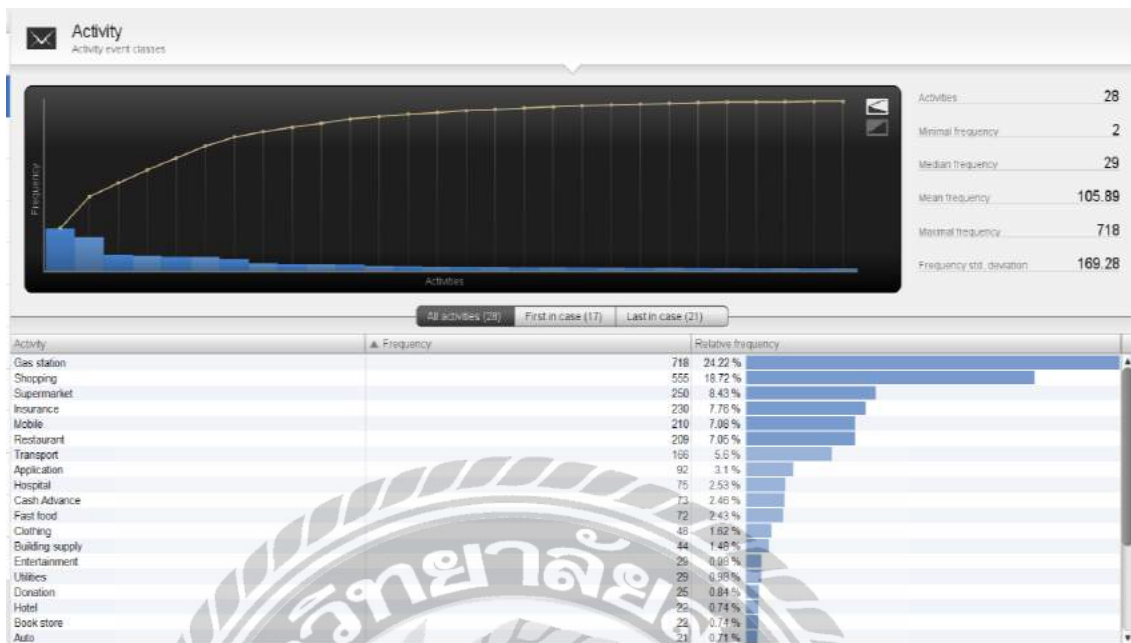 Activity
Activity event classes
Frequency
Activities
Activities 28
Minimal frequency 2
Median frequency 29
Mean frequency 105.89
Maximal frequency 718
Frequency std. deviation 169.28
All activities (28) First in case (17) Last in case (21)
Activity ▲ Frequency Relative frequency
Gas station 718 24.22 %
Shopping 555 18.72 %
Supermarket 250 8.43 %
Insurance 230 7.76 %
Mobile 210 7.08 %
Restaurant 209 7.05 %
Transport 166 5.6 %
Application 92 3.1 %
Hospital 75 2.53 %
Cash Advance 73 2.46 %
Fast food 72 2.43 %
Clothing 48 1.62 %
Building supply 44 1.48 %
Entertainment 29 0.98 %
Utilities 29 0.98 %
Donation 25 0.84 %
Hotel 22 0.74 %
Book store 22 0.74 %
Auto 21 0.71 %